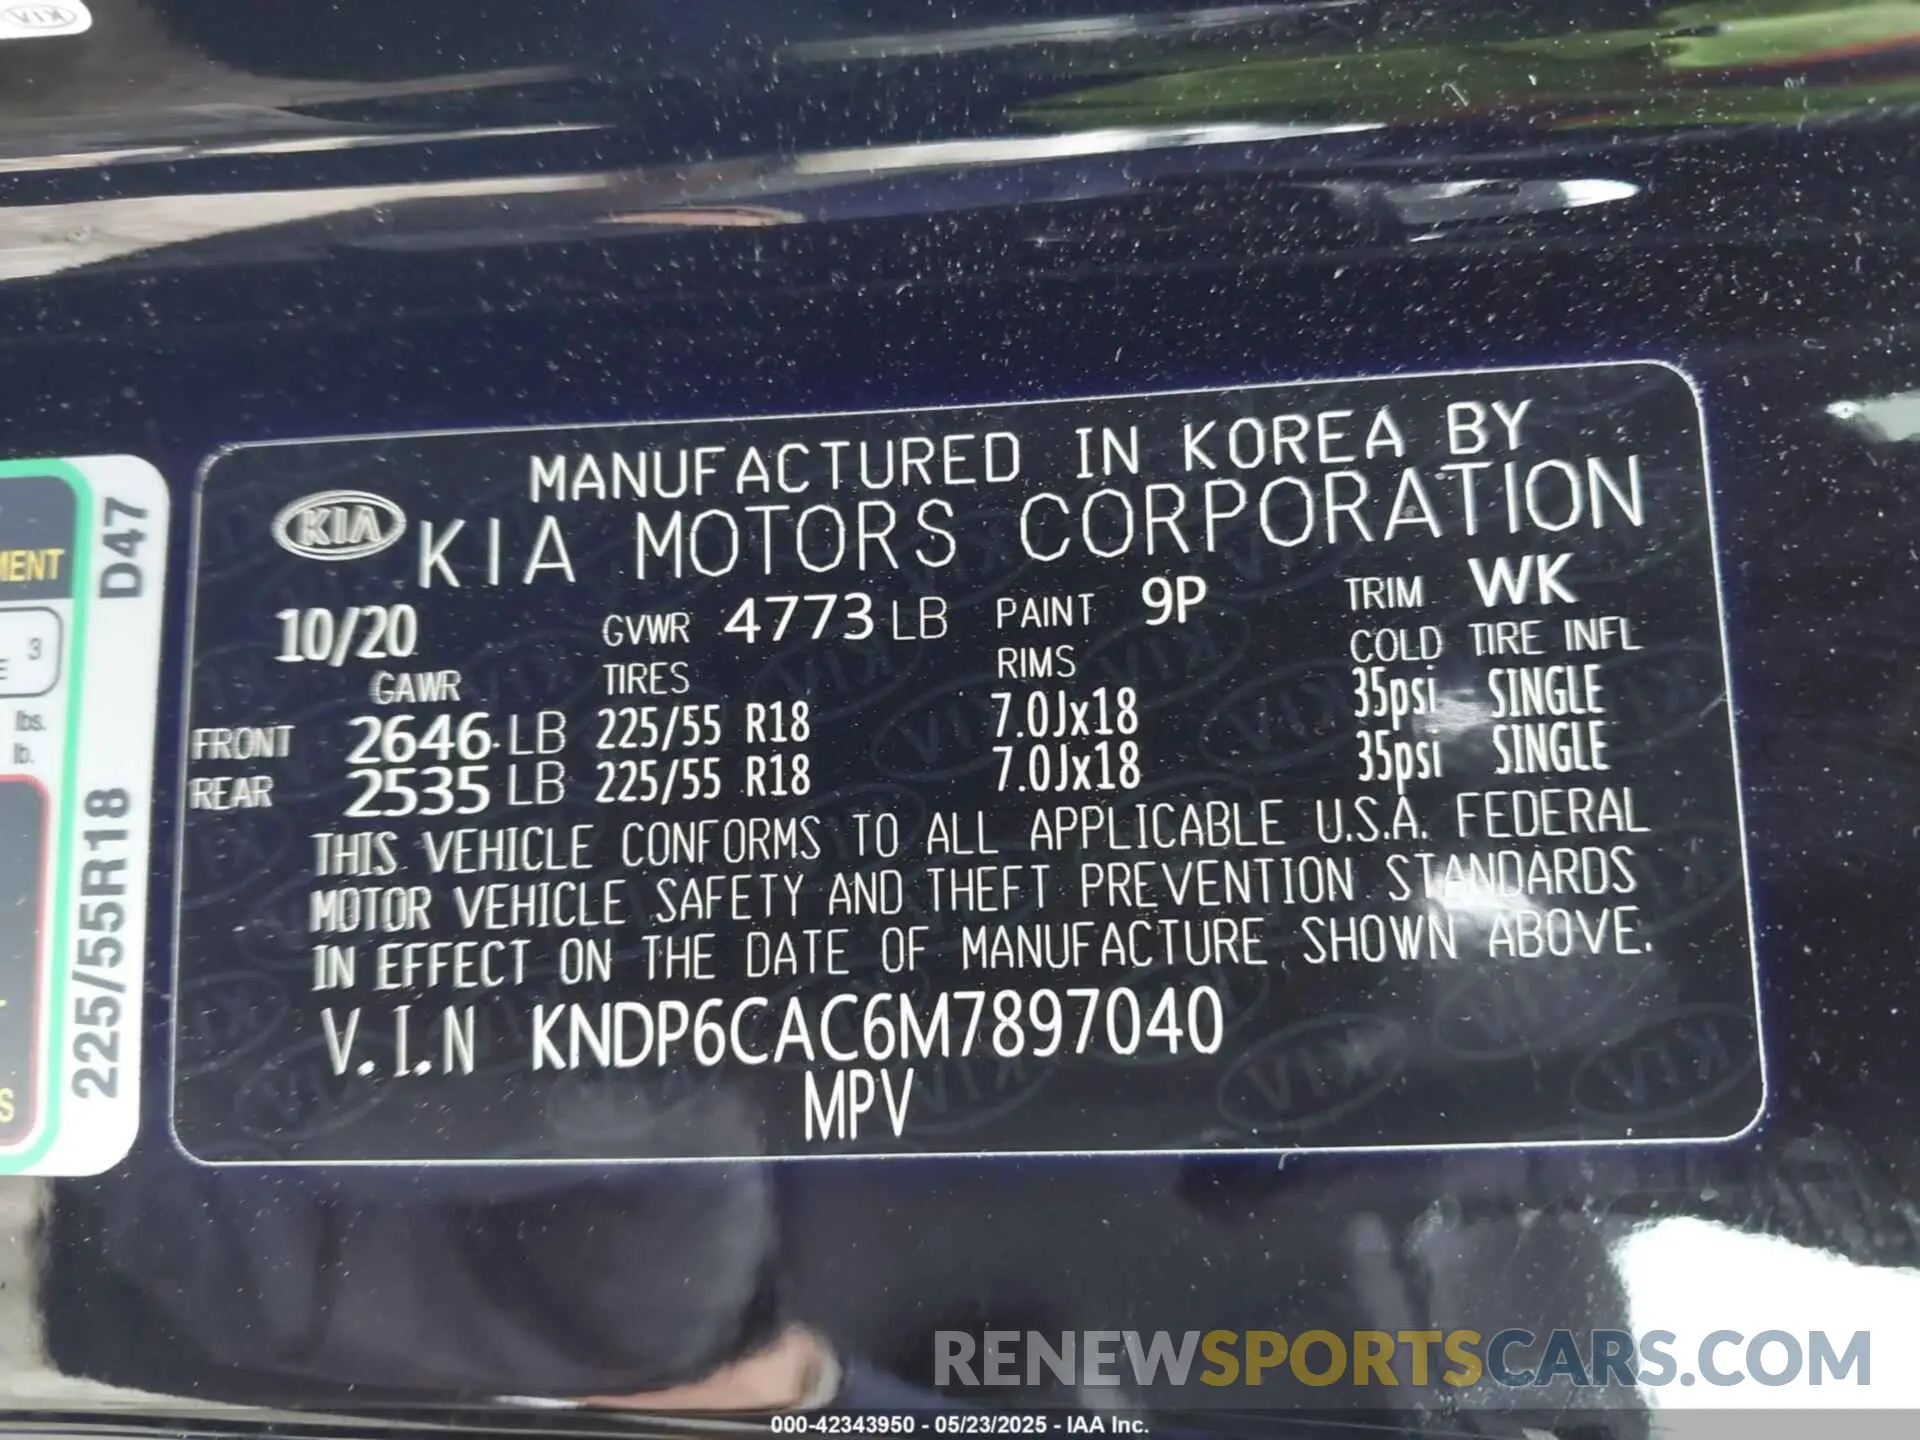 KIA
MANUFACTURED IN KOREA BY
KIA KIA MOTORS CORPORATION
10/20 GVWR 4773 LB PAINT 9P TRIM WK
GAWR TIRES RIMS COLD TIRE INFL
FRONT 2646 LB 225/55 R18 7.0Jx18 35psi SINGLE
REAR 2535 LB 225/55 R18 7.0Jx18 35psi SINGLE
THIS VEHICLE CONFORMS TO ALL APPLICABLE U.S.A. FEDERAL
MOTOR VEHICLE SAFETY AND THEFT PREVENTION STANDARDS
IN EFFECT ON THE DATE OF MANUFACTURE SHOWN ABOVE.
V.I.N KNDP6CAC6M7897040
MPV
225/55R18 D47
3
lbs.
lb.
RENEWSPORTSCARS.COM
000-42343950 - 05/23/2025 - IAA Inc.